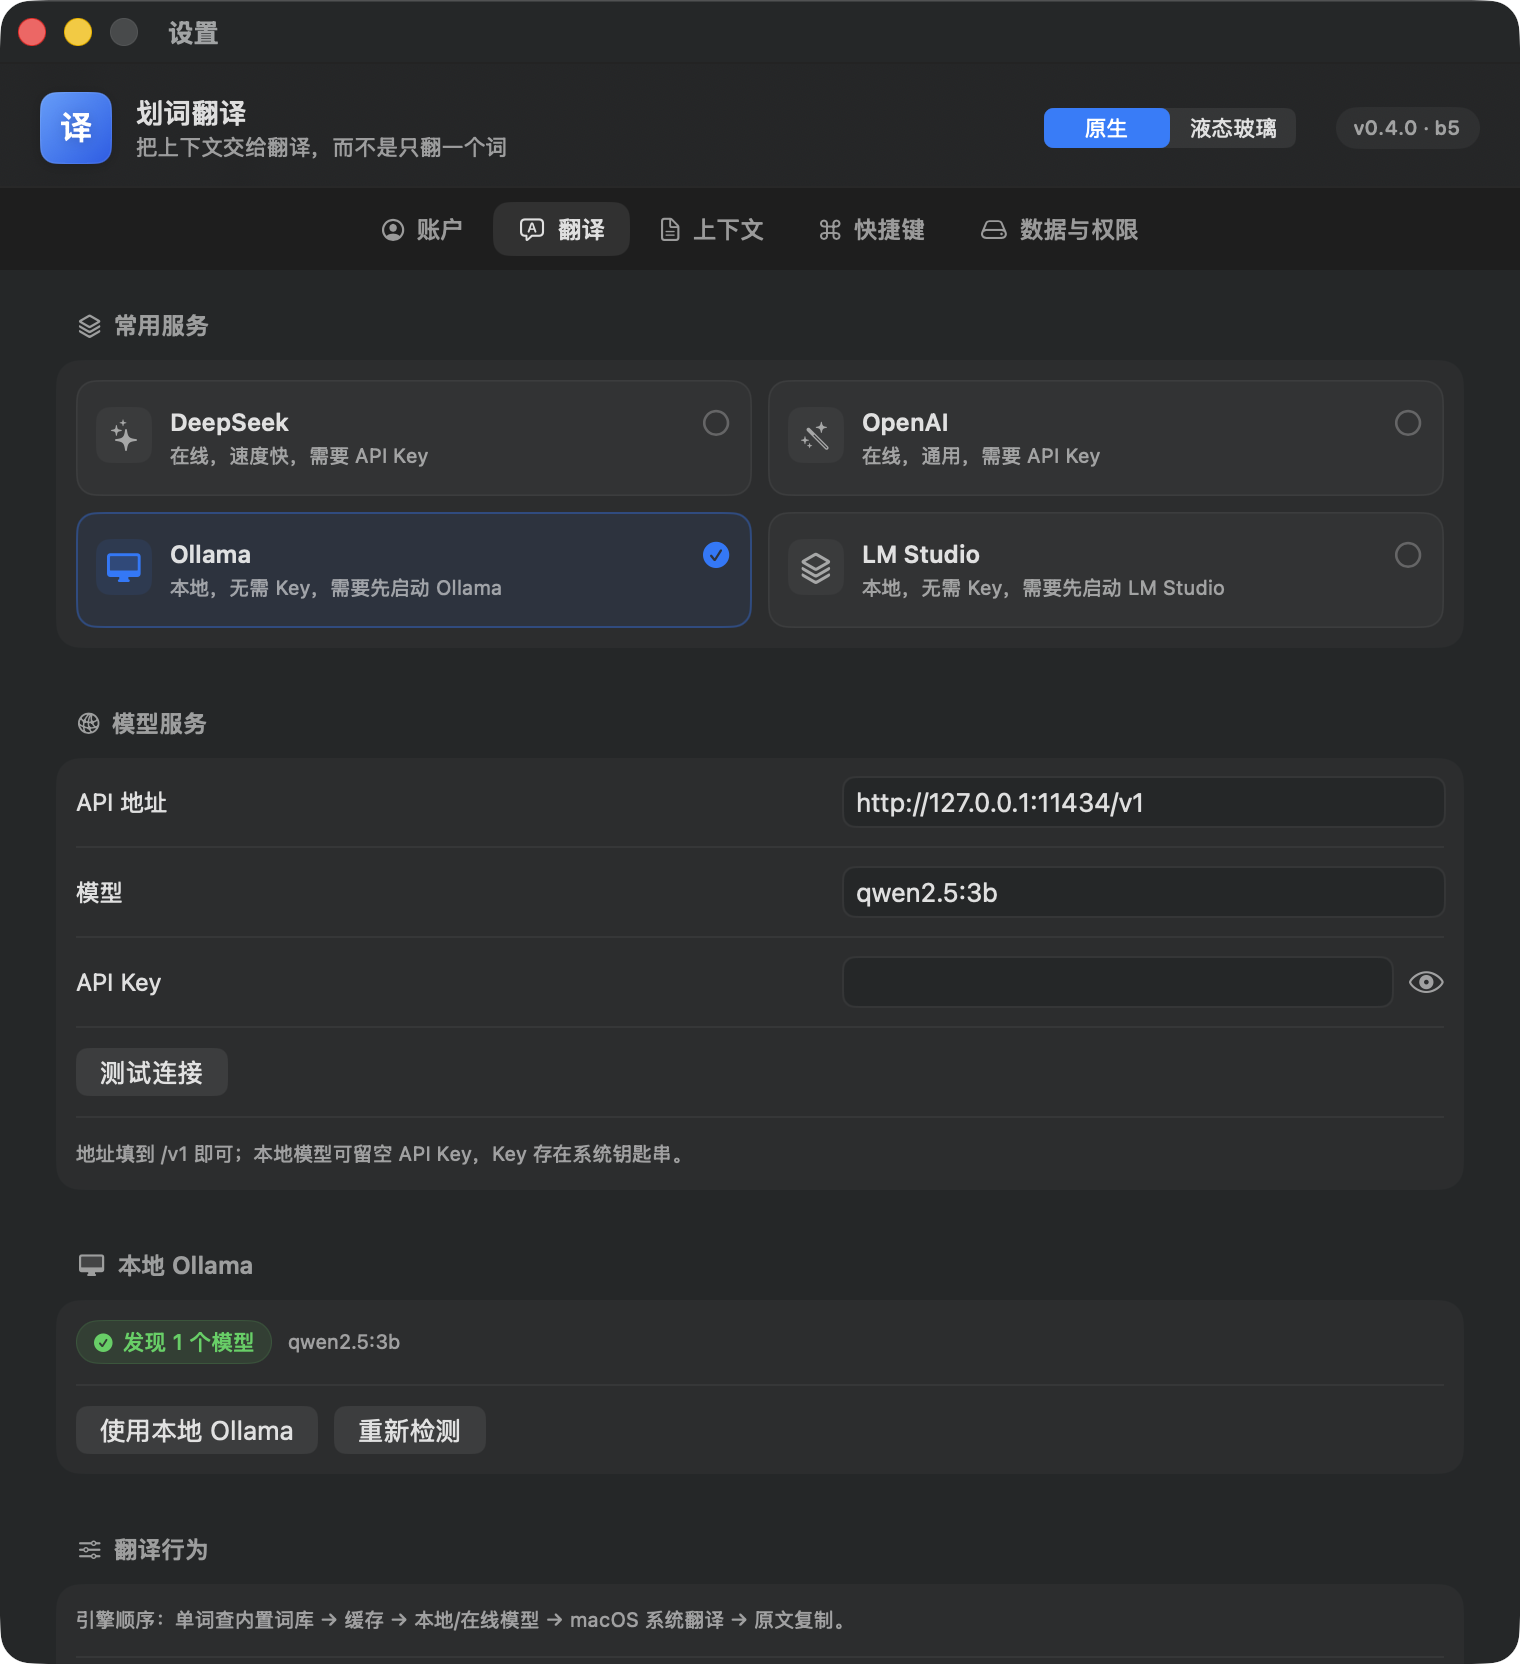 设置
译
划词翻译
把上下文交给翻译，而不是只翻一个词
原生
液态玻璃
v0.4.0 · b5
账户
A
翻译
上下文
快捷键
数据与权限
常用服务
DeepSeek
在线，速度快，需要 API Key
OpenAI
在线，通用，需要 API Key
Ollama
本地，无需 Key，需要先启动 Ollama
LM Studio
本地，无需 Key，需要先启动 LM Studio
模型服务
API 地址
http://127.0.0.1:11434/v1
模型
qwen2.5:3b
API Key
测试连接
地址填到 /v1 即可；本地模型可留空 API Key，Key 存在系统钥匙串。
本地 Ollama
发现 1 个模型
qwen2.5:3b
使用本地 Ollama
重新检测
翻译行为
引擎顺序：单词查内置词库 → 缓存 → 本地/在线模型 → macOS 系统翻译 → 原文复制。